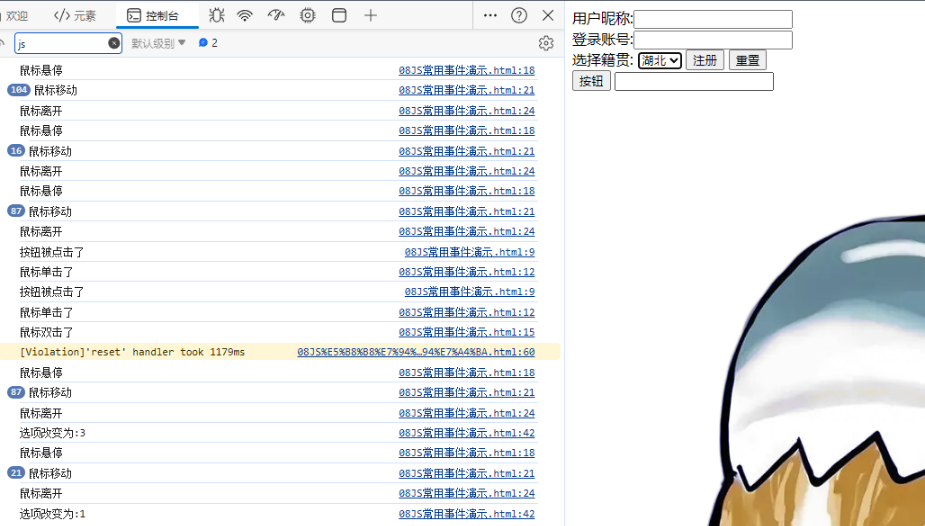 欢迎 元素 控制台
js 默认级别 2
鼠标悬停 08JS常用事件演示.html:18
104 鼠标移动 08JS常用事件演示.html:21
鼠标离开 08JS常用事件演示.html:24
鼠标悬停 08JS常用事件演示.html:18
16 鼠标移动 08JS常用事件演示.html:21
鼠标离开 08JS常用事件演示.html:24
鼠标悬停 08JS常用事件演示.html:18
87 鼠标移动 08JS常用事件演示.html:21
鼠标离开 08JS常用事件演示.html:24
按钮被点击了 08JS常用事件演示.html:9
鼠标单击了 08JS常用事件演示.html:12
按钮被点击了 08JS常用事件演示.html:9
鼠标单击了 08JS常用事件演示.html:12
鼠标双击了 08JS常用事件演示.html:15
[Violation]'reset' handler took 1179ms 08JS%E5%B8%B8%E7%94%…94%E7%A4%BA.html:60
鼠标悬停 08JS常用事件演示.html:18
87 鼠标移动 08JS常用事件演示.html:21
鼠标离开 08JS常用事件演示.html:24
选项改变为:3 08JS常用事件演示.html:42
鼠标悬停 08JS常用事件演示.html:18
21 鼠标移动 08JS常用事件演示.html:21
鼠标离开 08JS常用事件演示.html:24
选项改变为:1 08JS常用事件演示.html:42
用户昵称:
登录账号:
选择籍贯: 湖北 注册 重置
按钮